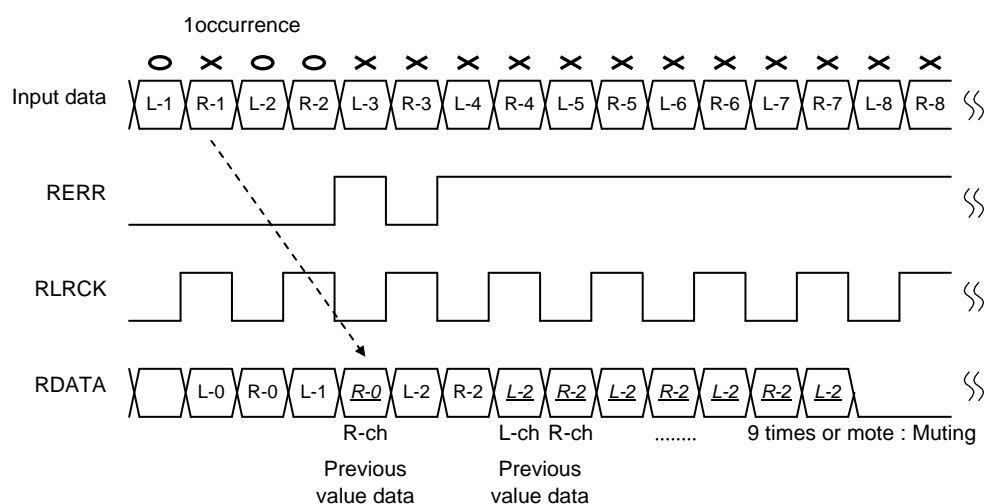 1occurrence
O X O O X X X X X X X X X X X X
Input data L-1 R-1 L-2 R-2 L-3 R-3 L-4 R-4 L-5 R-5 L-6 R-6 L-7 R-7 L-8 R-8
RERR
RLRCK
RDATA L-0 R-0 L-1 R-0 L-2 R-2 L-2 R-2 L-2 R-2 L-2 R-2 L-2
R-ch L-ch R-ch ........ 9 times or mote : Muting
Previous
value data
Previous
value data